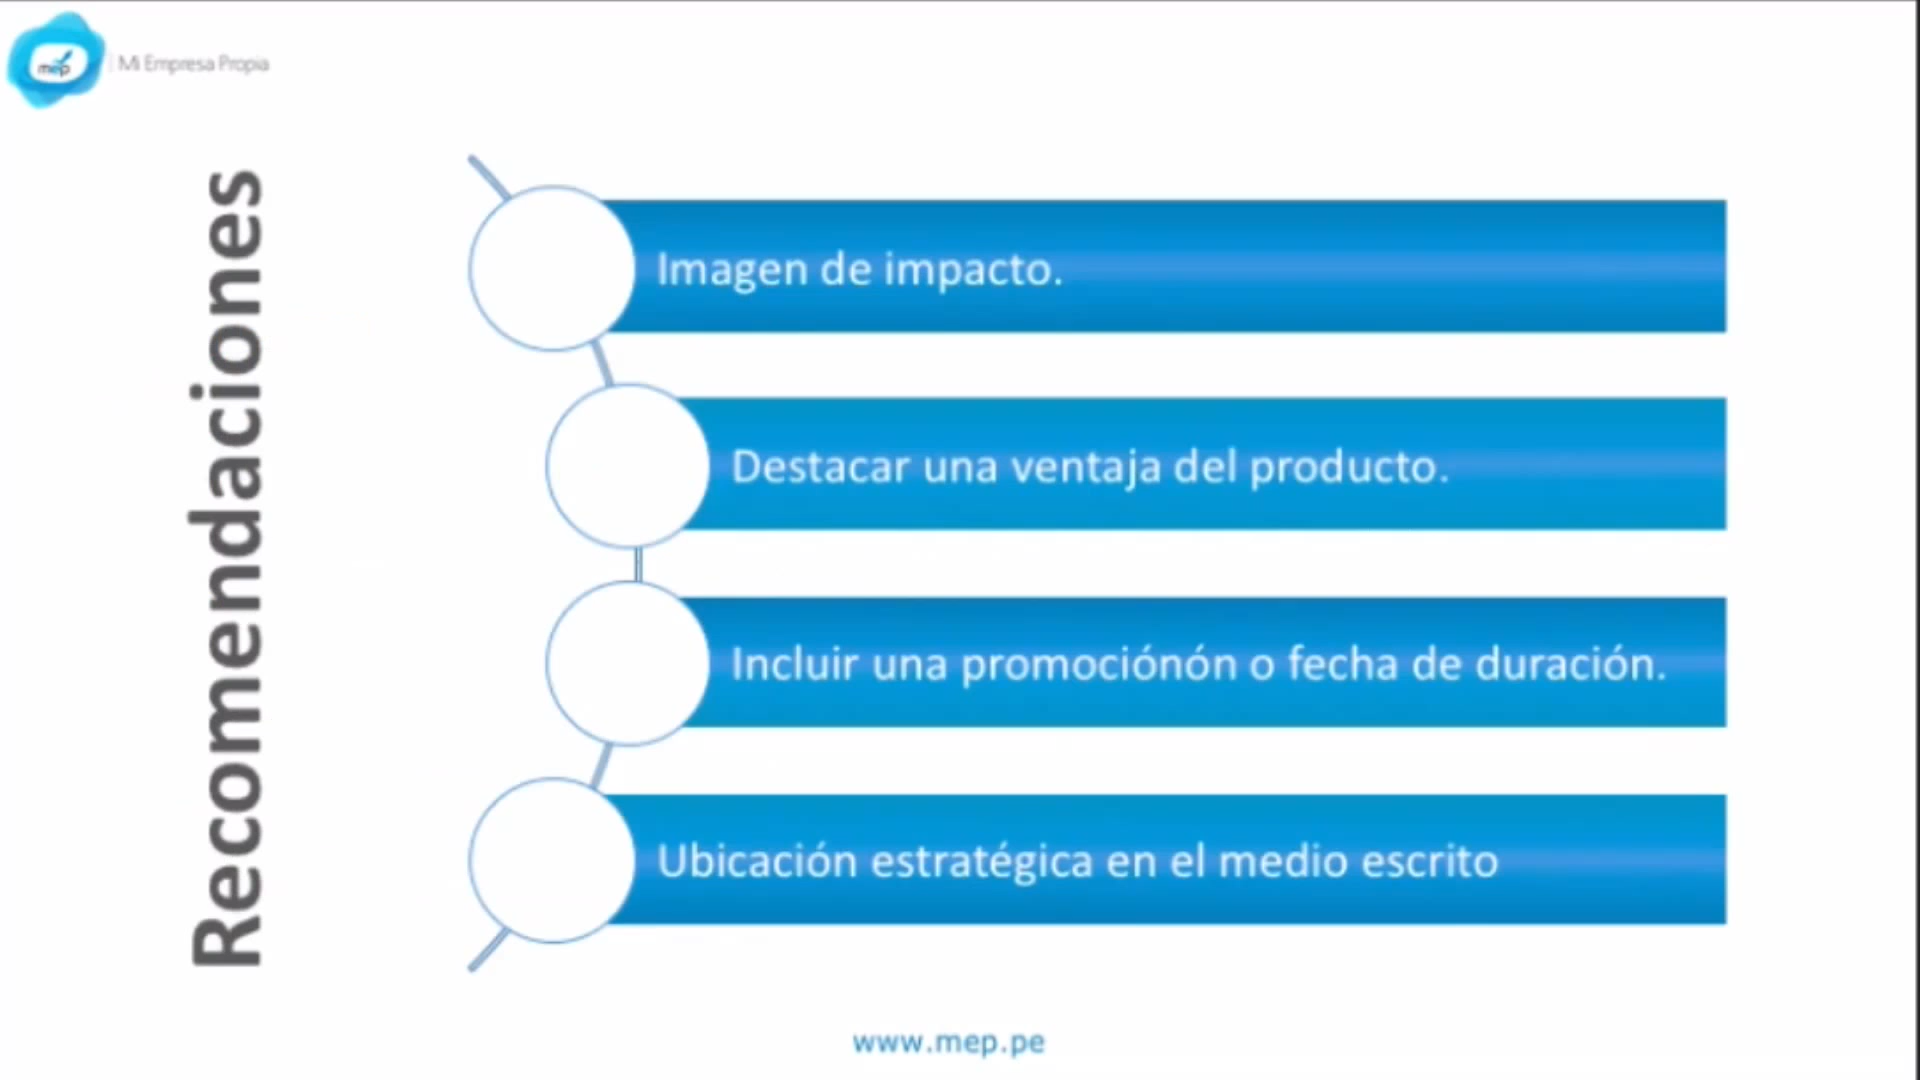 mep
Mi Empresa Propia
Recomendaciones
Imagen de impacto.
Destacar una ventaja del producto.
Incluir una promociónón o fecha de duración.
Ubicación estratégica en el medio escrito
www.mep.pe